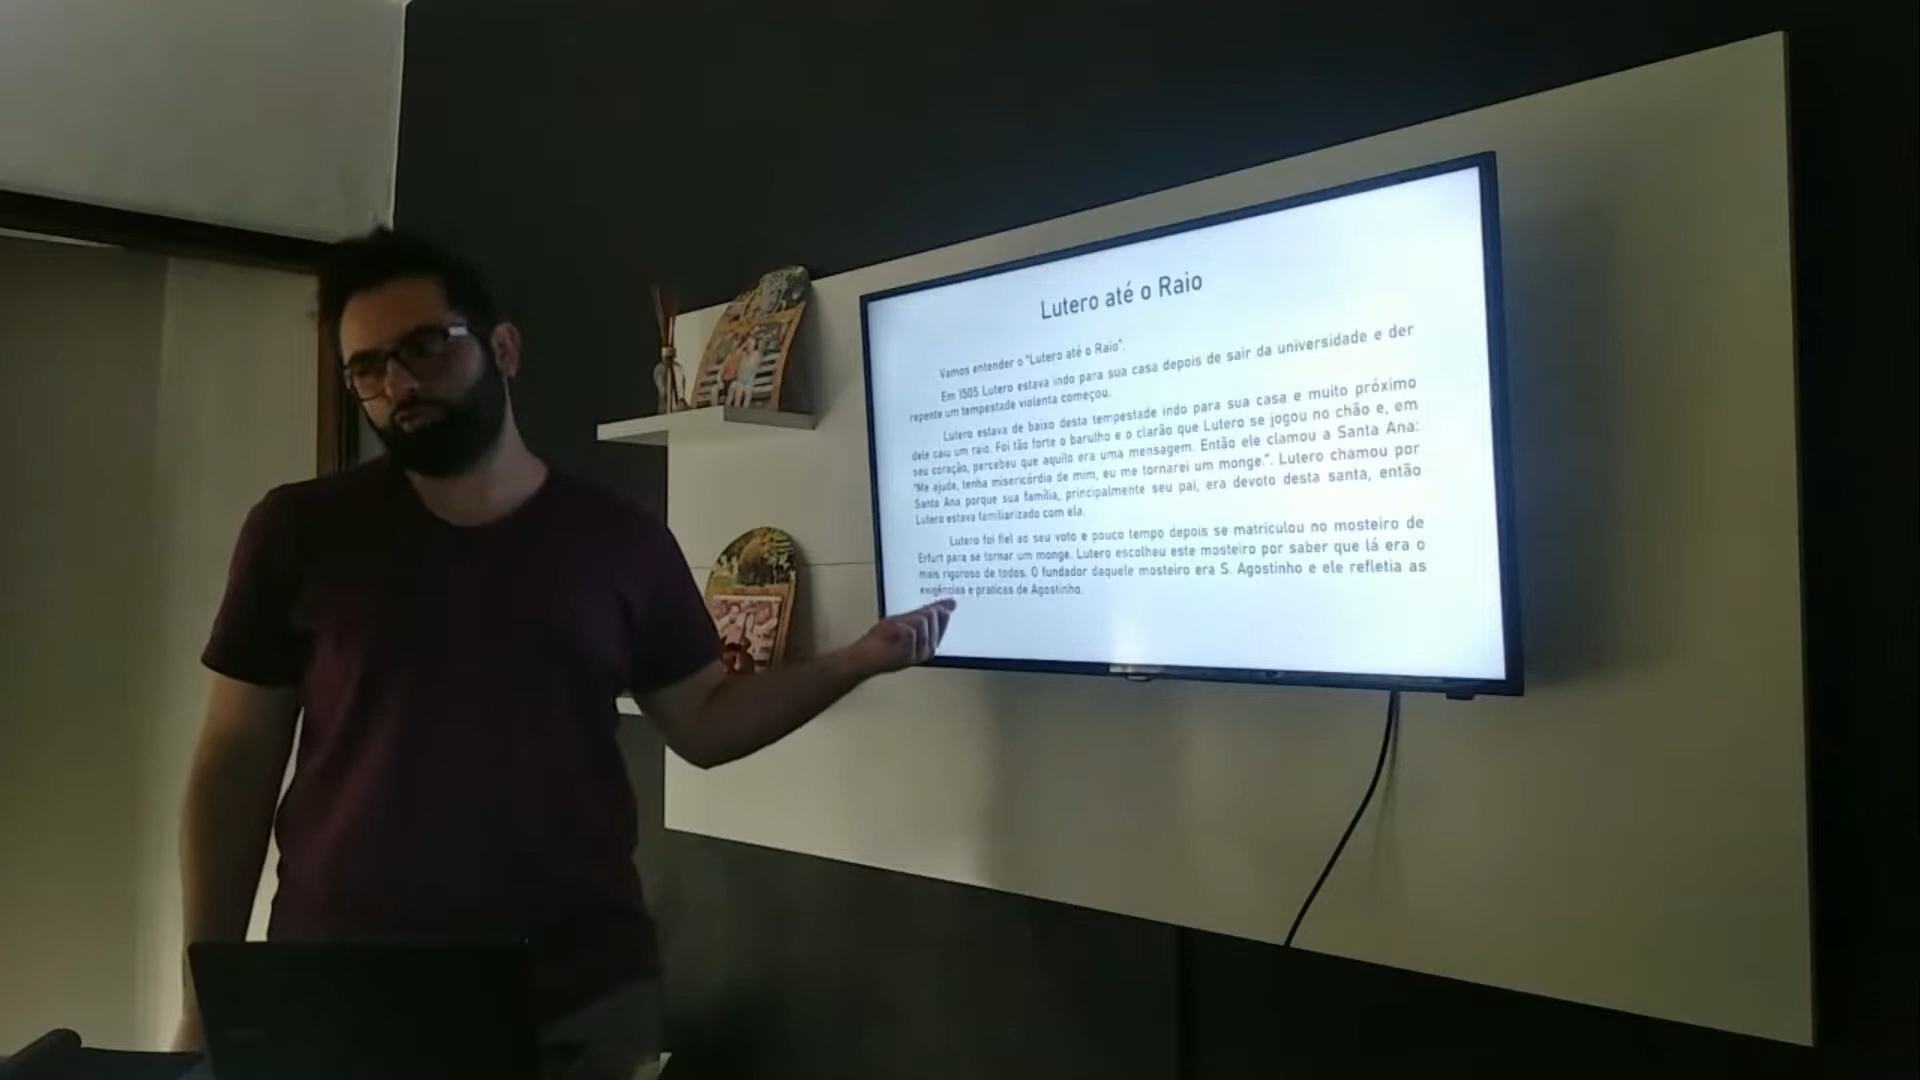 Lutero até o Raio
Vamos entender o "Lutero até o Raio".
Em 1505 Lutero estava indo para sua casa depois de sair da universidade e der
repente um tempestade violenta começou.
Lutero estava de baixo desta tempestade indo para sua casa e muito próximo
dele caiu um raio. Foi tão forte o barulho e o clarão que Lutero se jogou no chão e, em
seu coração, percebeu que aquilo era uma mensagem. Então ele clamou a Santa Ana:
"Me ajude, tenha misericórdia de mim, eu me tornarei um monge.". Lutero chamou por
Santa Ana porque sua família, principalmente seu pai, era devoto desta santa, então
Lutero estava familiarizado com ela.
Lutero foi fiel ao seu voto e pouco tempo depois se matriculou no mosteiro de
Erfurt para se tornar um monge. Lutero escolheu este mosteiro por saber que lá era o
mais rigoroso de todos. O fundador daquele mosteiro era S. Agostinho e ele refletia as
exigências e praticas de Agostinho.